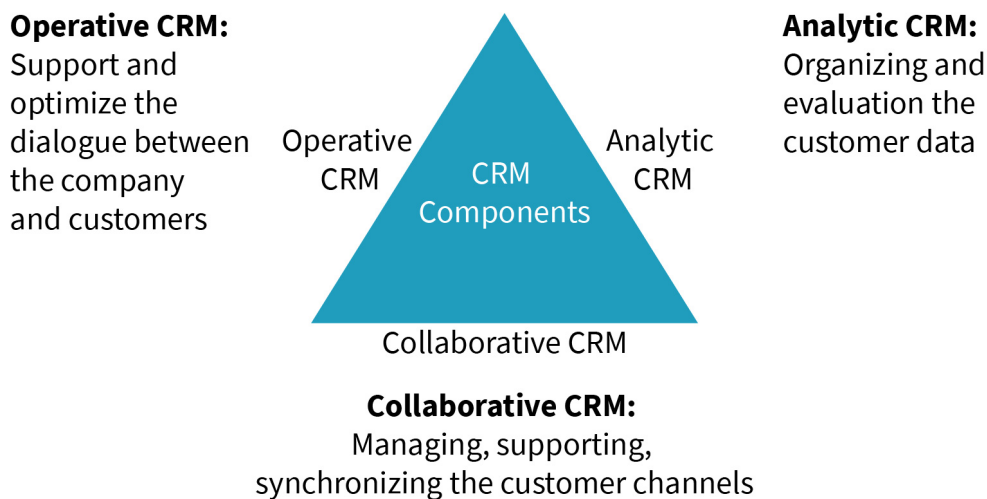 Operative CRM:
Support and
optimize the
dialogue between
the company
and customers
Operative
CRM
CRM
Components
Analytic
CRM
Analytic CRM:
Organizing and
evaluation the
customer data
Collaborative CRM
Collaborative CRM:
Managing, supporting,
synchronizing the customer channels